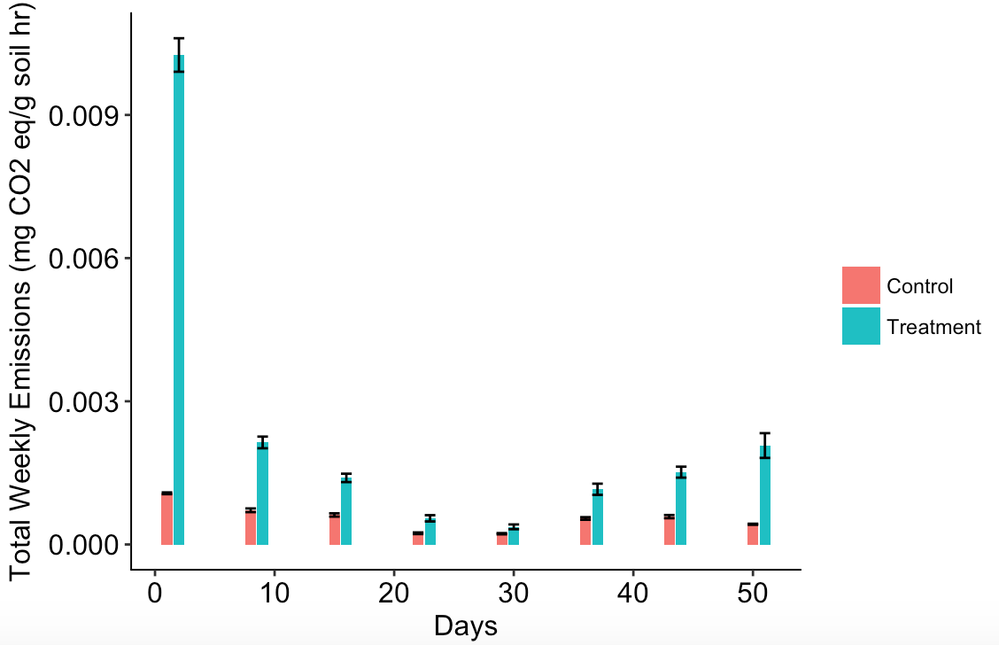 Total Weekly Emissions (mg CO2 eq/g soil hr)
0.009
0.006
0.003
0.000
0 10 20 30 40 50
Days
Control
Treatment